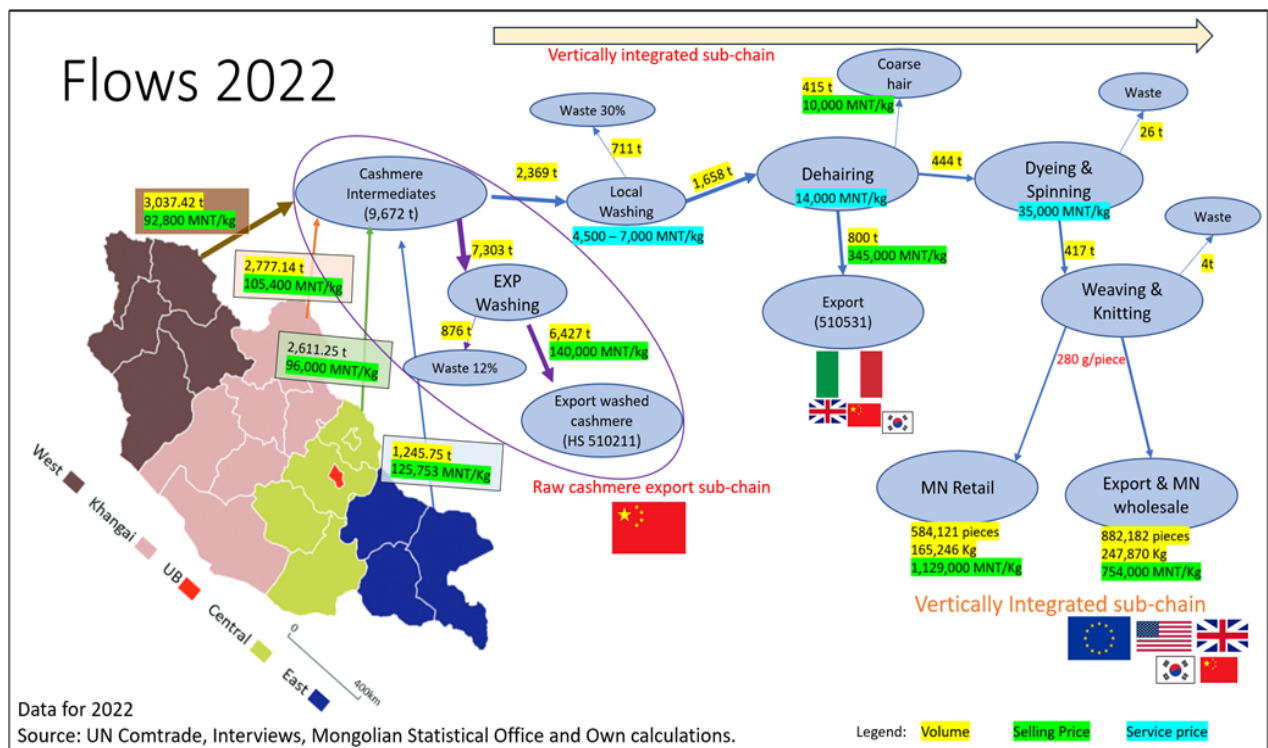 Flows 2022
Vertically integrated sub-chain
3,037.42 t
92,800 MNT/kg
2,777.14 t
105,400 MNT/kg
2,611.25 t
96,000 MNT/Kg
1,245.75 t
125,753 MNT/Kg
Cashmere
Intermediates
(9,672 t)
7,303 t
EXP
Washing
876 t
Waste 12%
6,427 t
140,000 MNT/kg
Export washed
cashmere
(HS 510211)
Raw cashmere export sub-chain
2,369 t
Waste 30%
711 t
Local
Washing
4,500 – 7,000 MNT/kg
1,658 t
Coarse
hair
415 t
10,000 MNT/kg
Dehairing
14,000 MNT/kg
800 t
345,000 MNT/kg
Export
(510531)
444 t
Waste
26 t
Dyeing &
Spinning
35,000 MNT/kg
417 t
Waste
4t
Weaving &
Knitting
280 g/piece
MN Retail
584,121 pieces
165,246 Kg
1,129,000 MNT/Kg
Export & MN
wholesale
882,182 pieces
247,870 Kg
754,000 MNT/Kg
Vertically Integrated sub-chain
West
Khangai
UB
Central
East
0
400km
Data for 2022
Source: UN Comtrade, Interviews, Mongolian Statistical Office and Own calculations.
Legend: Volume Selling Price Service price